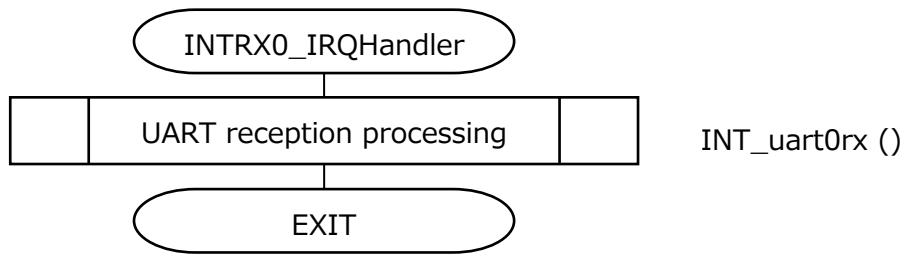 INTRX0_IRQHandler
UART reception processing
INT_uart0rx ()
EXIT